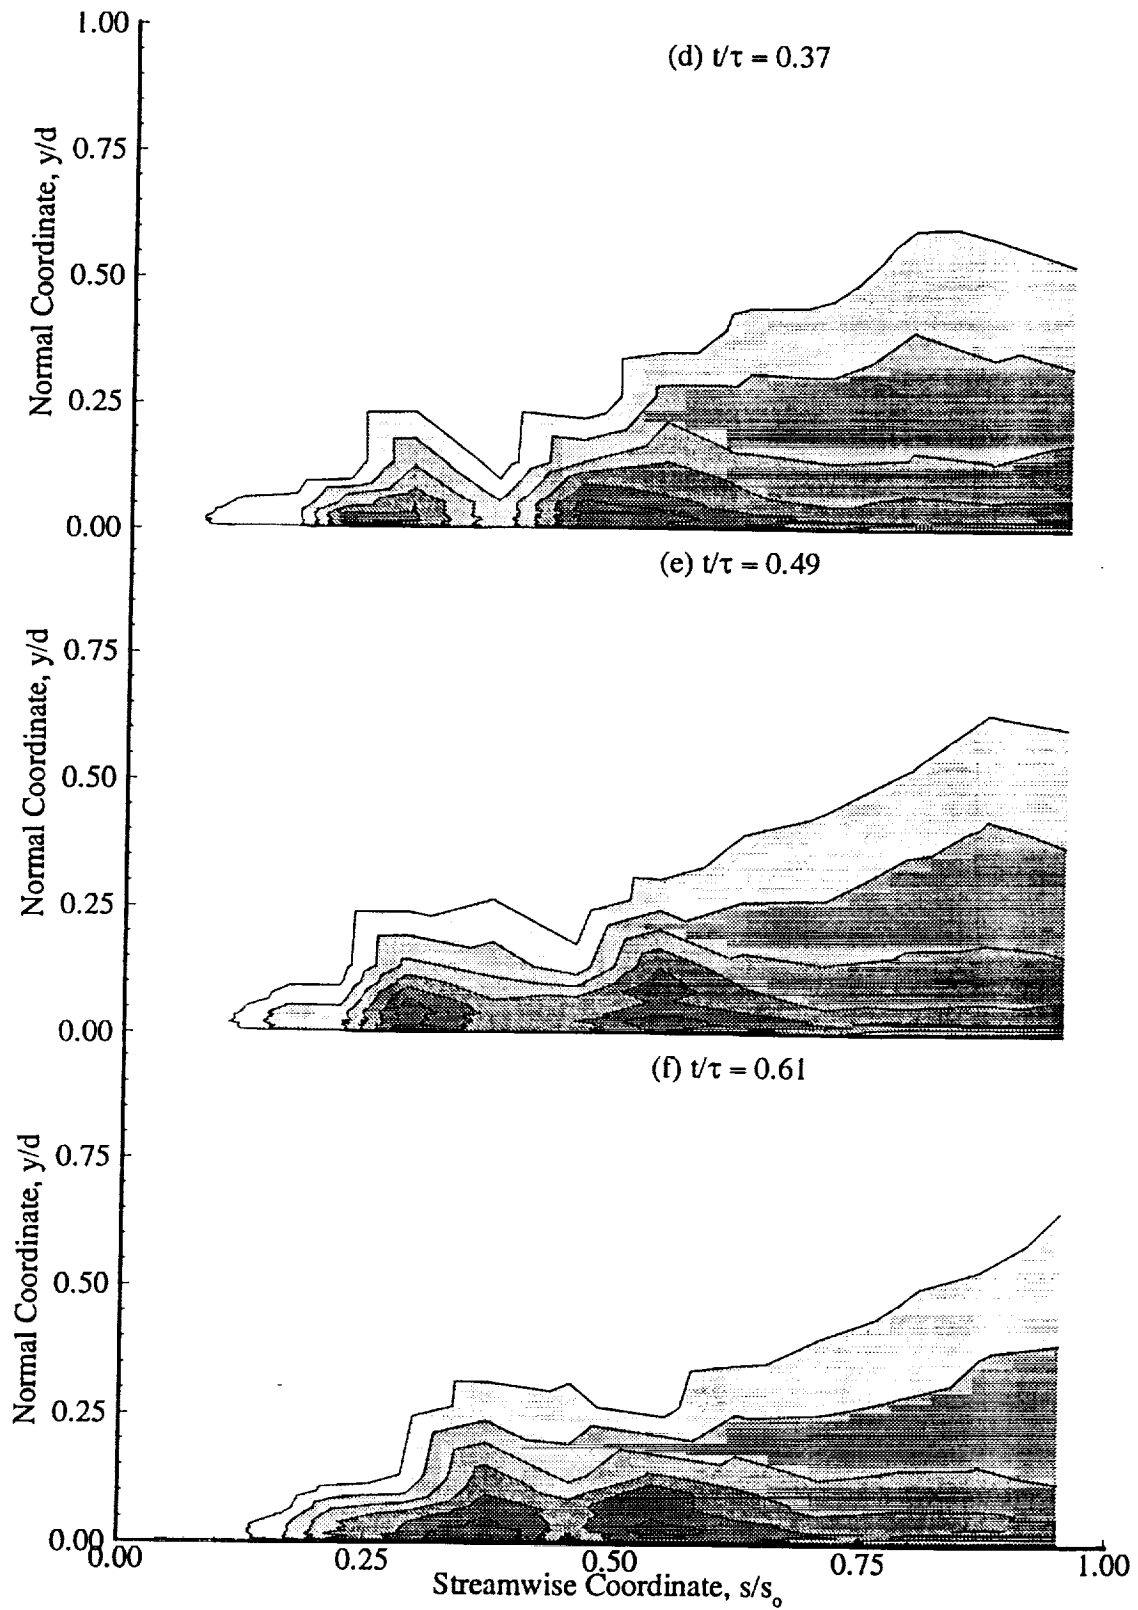 1.00
(d) t/τ = 0.37
0.75
Normal Coordinate, y/d
0.50
0.25
0.00
(e) t/τ = 0.49
0.75
Normal Coordinate, y/d
0.50
0.25
0.00
(f) t/τ = 0.61
0.75
Normal Coordinate, y/d
0.50
0.25
0.00
0.00 0.25 0.50 0.75 1.00
Streamwise Coordinate, s/sₒ